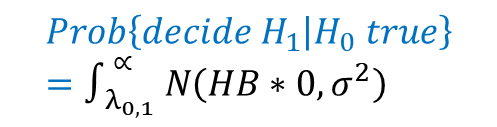 Prob{decide H₁|H₀ true}
= ∫_{λ₀,₁}^{∝} N(HB * 0, σ²)